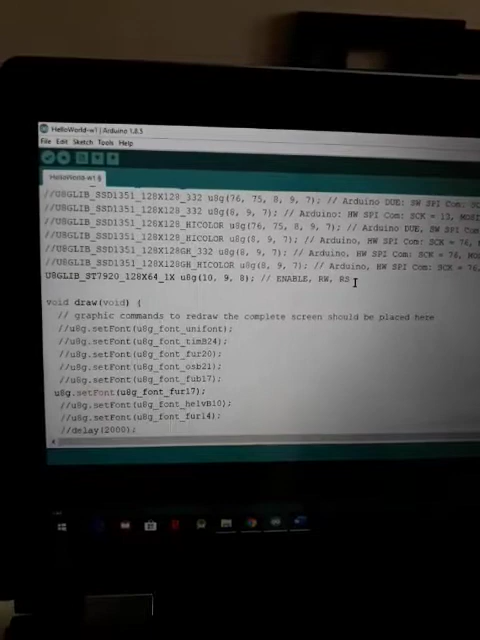 HelloWorld-w1 | Arduino 1.8.5
File Edit Sketch Tools Help
HelloWorld-w1 §
//U8GLIB_SSD1351_128X128_332 u8g(76, 75, 8, 9, 7); // Arduino DUE: SW SPI Com: SC
//U8GLIB_SSD1351_128X128_332 u8g(8, 9, 7); // Arduino: HW SPI Com: SCK = 13, MOSI
//U8GLIB_SSD1351_128X128_HICOLOR u8g(76, 75, 8, 9, 7); // Arduino DUE, SW SPI Com
//U8GLIB_SSD1351_128X128_HICOLOR u8g(8, 9, 7); // Arduino, HW SPI Com: SCK = 76,
//U8GLIB_SSD1351_128X128GH_332 u8g(8, 9, 7); // Arduino, HW SPI Com: SCK = 76,
//U8GLIB_SSD1351_128X128GH_HICOLOR u8g(8, 9, 7); // Arduino, HW SPI Com: SCK = 76,
U8GLIB_ST7920_128X64_1X u8g(10, 9, 8); // ENABLE, RW, RS
void draw(void) {
// graphic commands to redraw the complete screen should be placed here
//u8g.setFont(u8g_font_unifont);
//u8g.setFont(u8g_font_timB24);
//u8g.setFont(u8g_font_fur20);
//u8g.setFont(u8g_font_osb21);
//u8g.setFont(u8g_font_fub17);
u8g.setFont(u8g_font_fur17);
//u8g.setFont(u8g_font_helvB10);
//u8g.setFont(u8g_font_fur14);
//delay(2000);